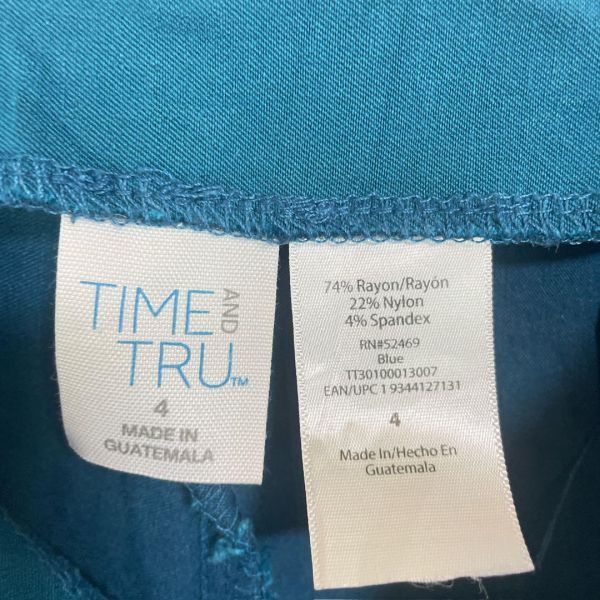 TIME AND
TRU™
4
MADE IN
GUATEMALA
74% Rayon/Rayón
22% Nylon
4% Spandex
RN#52469
Blue
TT30100013007
EAN/UPC 1 9344127131
4
Made In/Hecho En
Guatemala